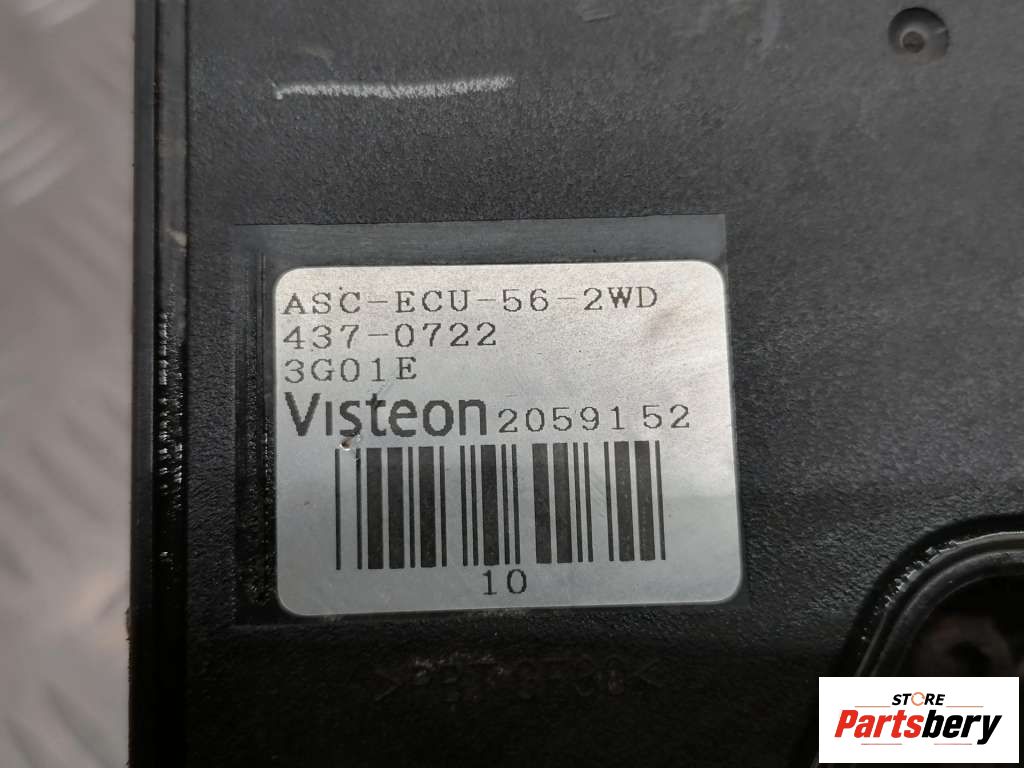 ASC-ECU-56-2WD
437-0722
3G01E
Visteon 2059152
10
STORE
Partsbery